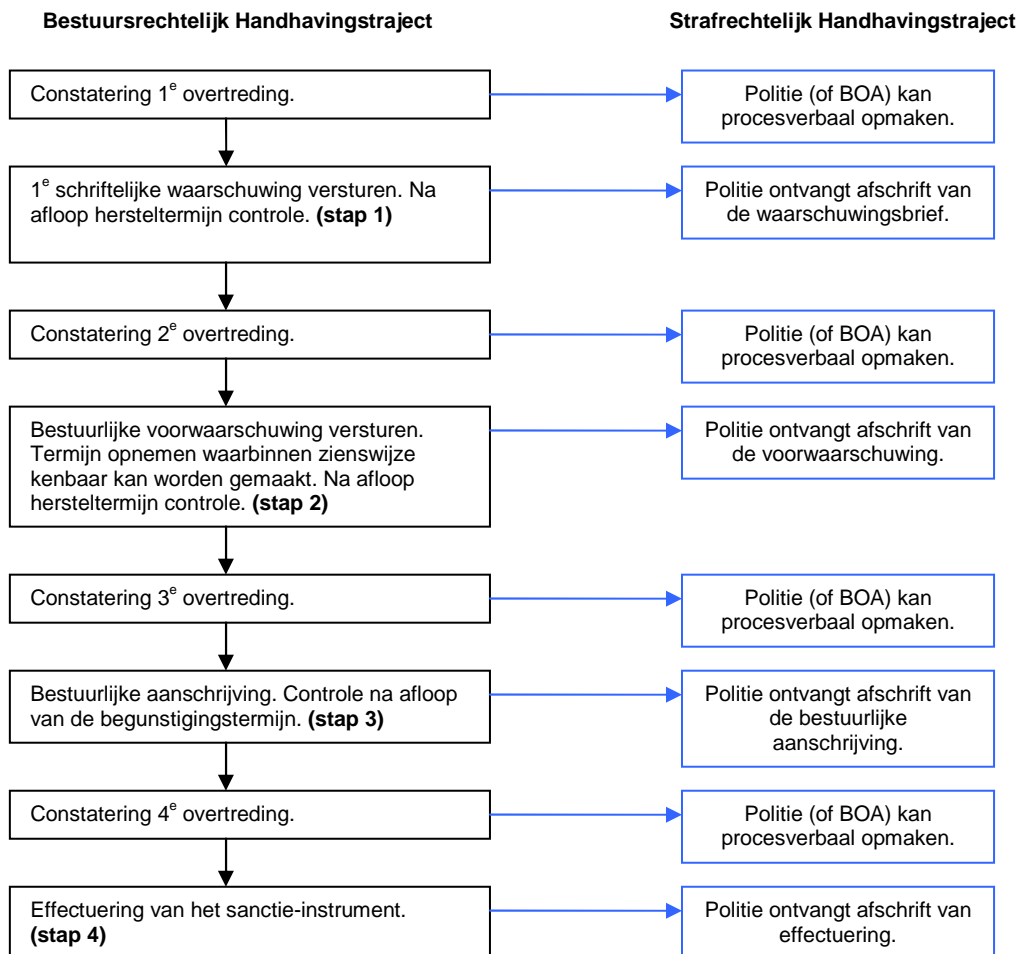 Bestuursrechtelijk Handhavingstraject
Strafrechtelijk Handhavingstraject
Constatering 1e overtreding.
Politie (of BOA) kan
procesverbaal opmaken.
1e schriftelijke waarschuwing versturen. Na
afloop hersteltermijn controle. (stap 1)
Politie ontvangt afschrift van
de waarschuwingsbrief.
Constatering 2e overtreding.
Politie (of BOA) kan
procesverbaal opmaken.
Bestuurlijke voorwaarschuwing versturen.
Termijn opnemen waarbinnen zienswijze
kenbaar kan worden gemaakt. Na afloop
hersteltermijn controle. (stap 2)
Politie ontvangt afschrift van
de voorwaarschuwing.
Constatering 3e overtreding.
Politie (of BOA) kan
procesverbaal opmaken.
Bestuurlijke aanschrijving. Controle na afloop
van de begunstigingstermijn. (stap 3)
Politie ontvangt afschrift van
de bestuurlijke
aanschrijving.
Constatering 4e overtreding.
Politie (of BOA) kan
procesverbaal opmaken.
Effectuering van het sanctie-instrument.
(stap 4)
Politie ontvangt afschrift van
effectuering.